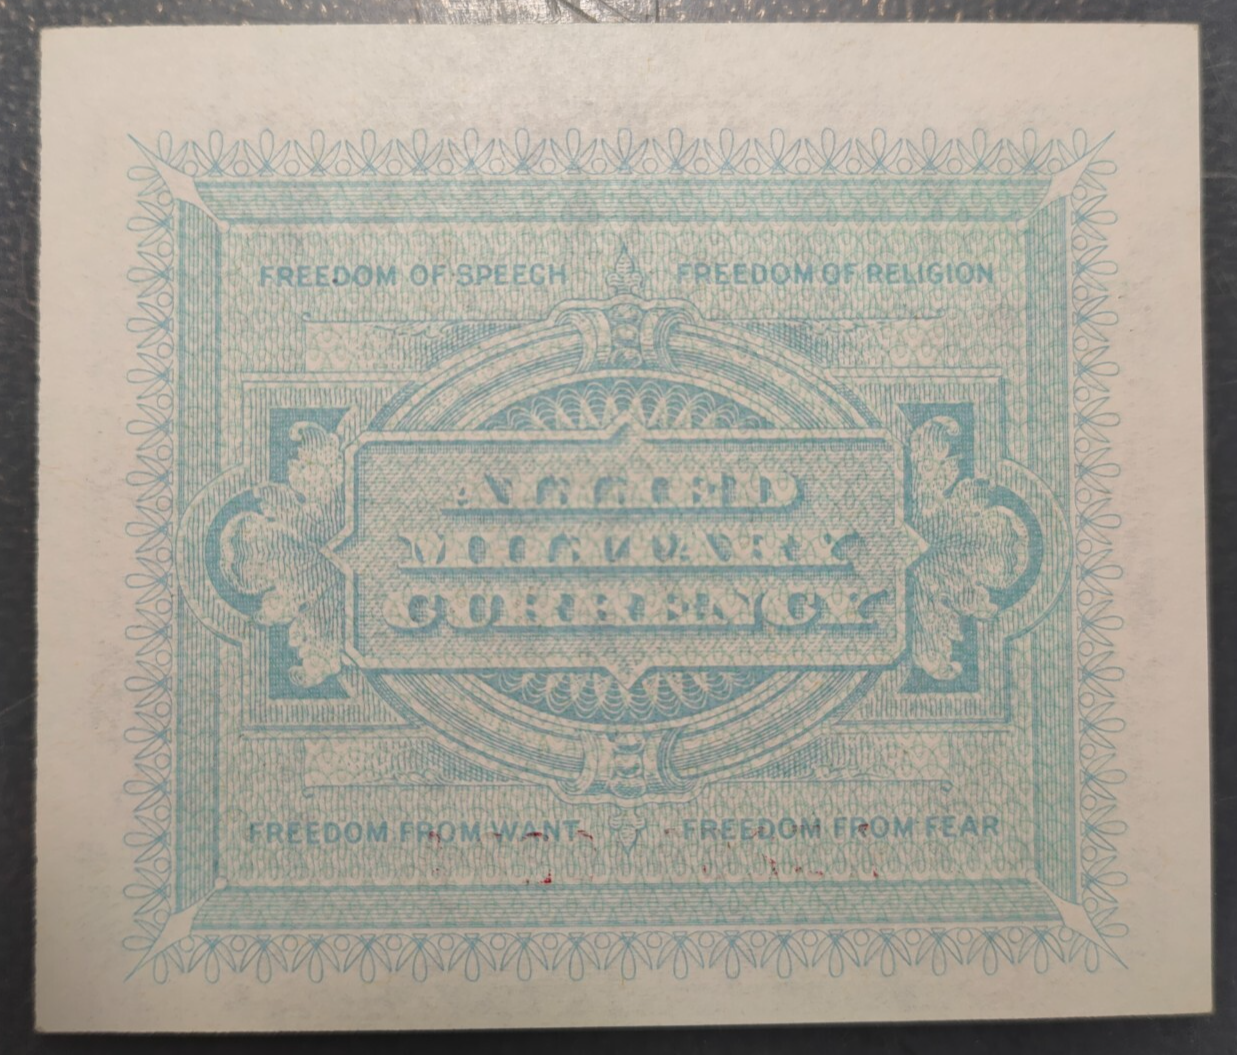 FREEDOM OF SPEECH FREEDOM OF RELIGION
ALLIED
MILITARY
CURRENCY
FREEDOM FROM WANT FREEDOM FROM FEAR